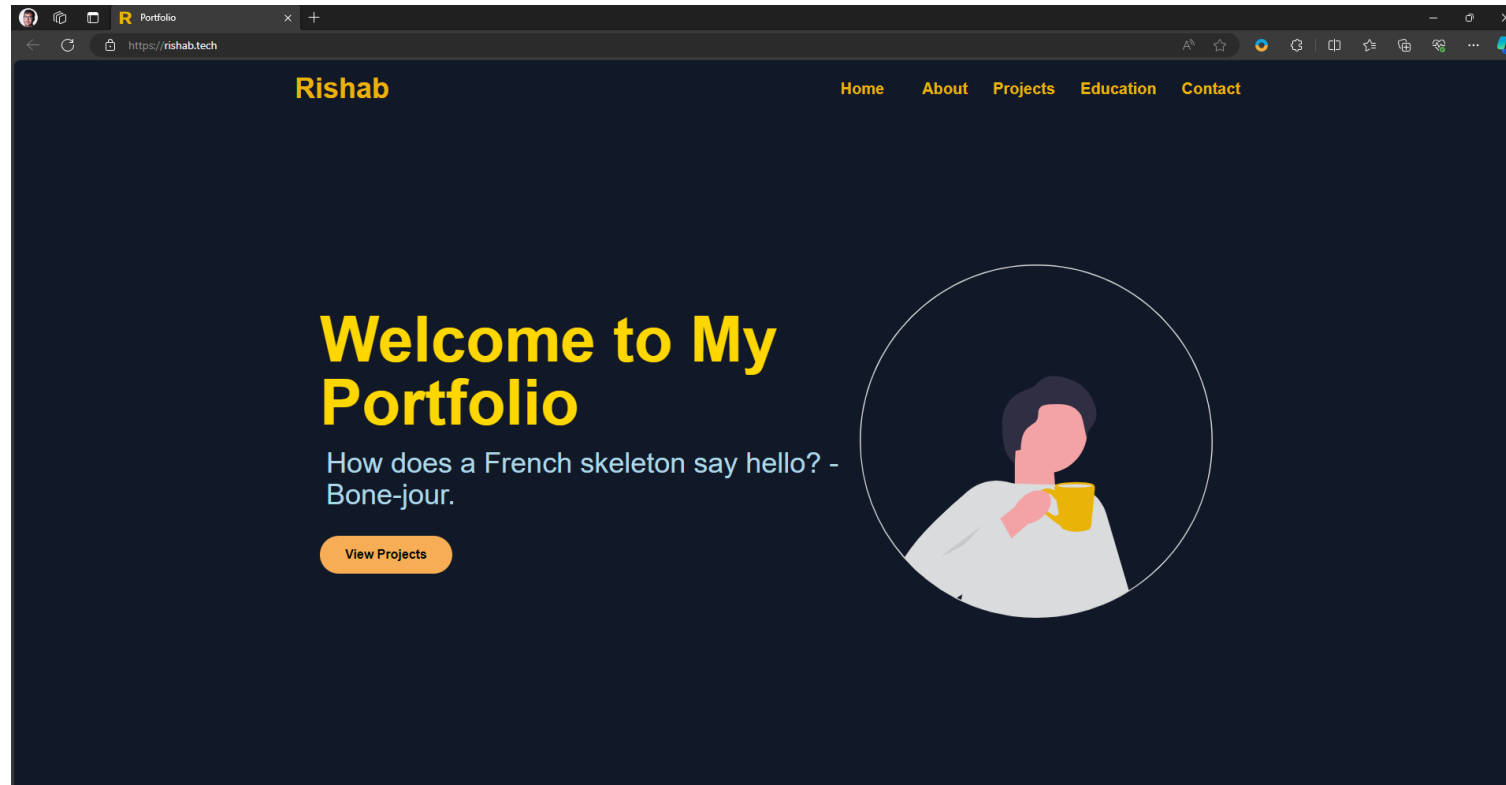 R Portfolio
https://rishab.tech
Rishab
Home About Projects Education Contact
Welcome to My
Portfolio
How does a French skeleton say hello? -
Bone-jour.
View Projects